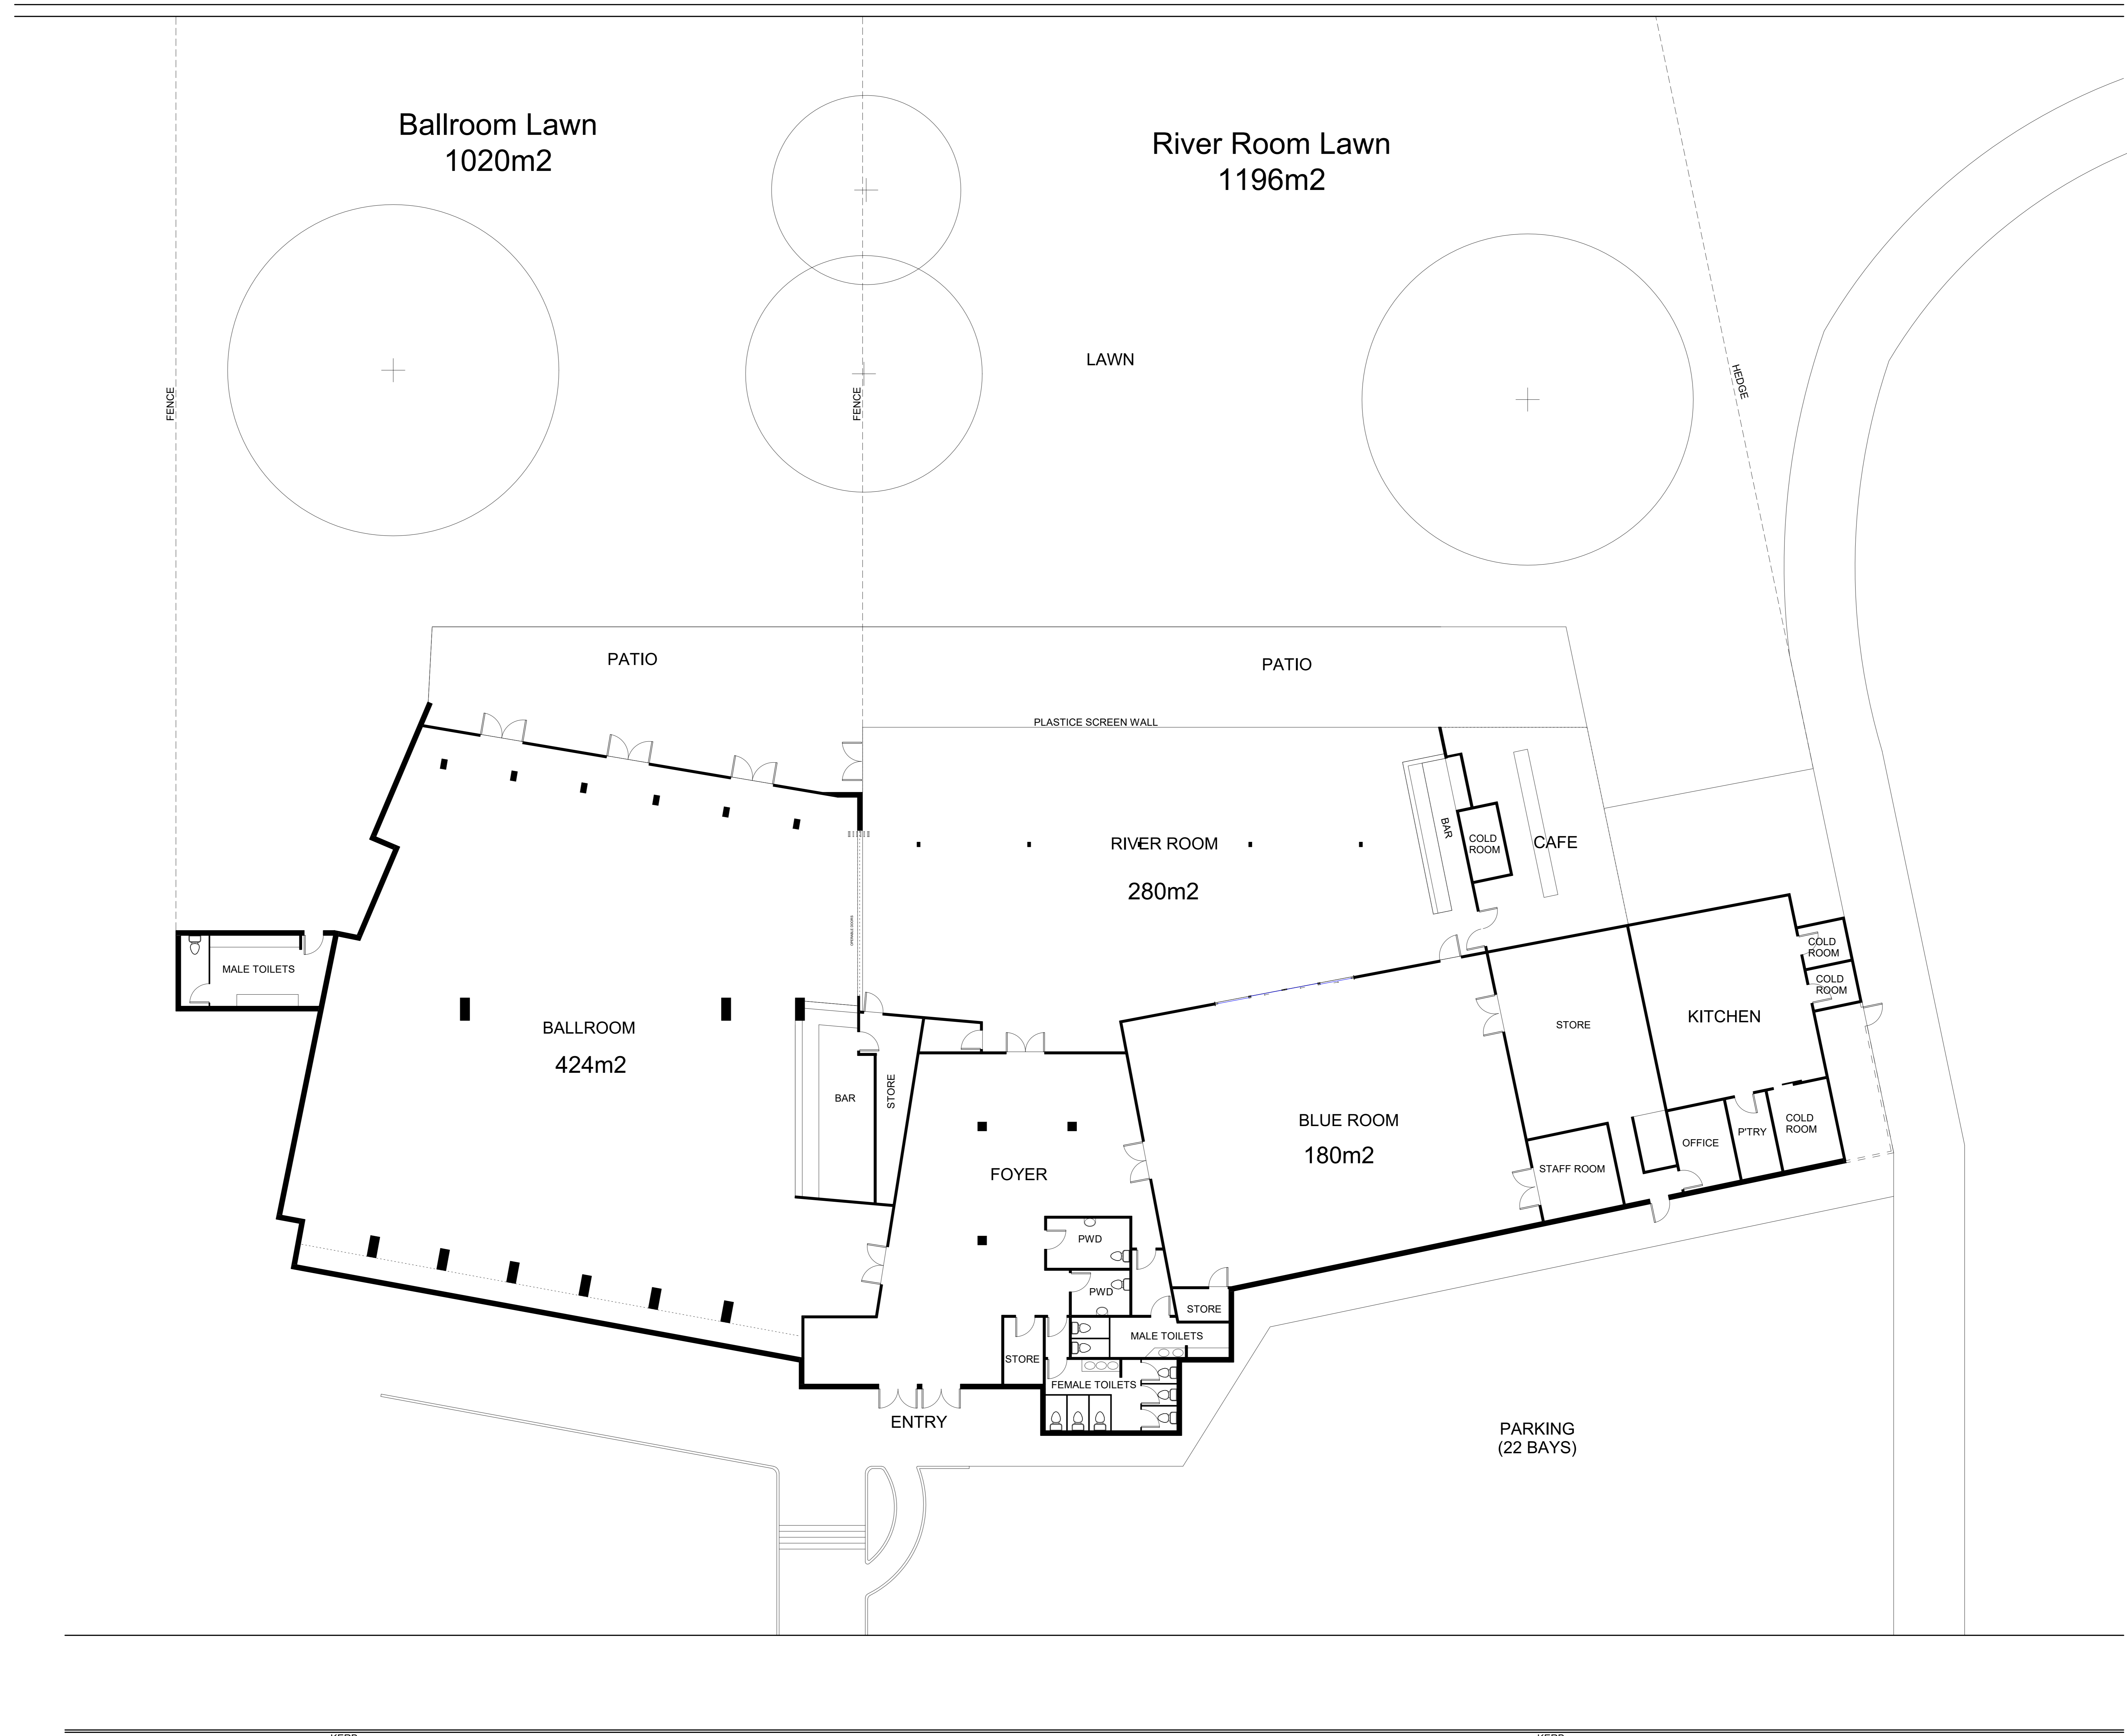 Ballroom Lawn
1020m2
River Room Lawn
1196m2
LAWN
FENCE
FENCE
HEDGE
PATIO
PATIO
PLASTICE SCREEN WALL
RIVER ROOM
280m2
BAR
COLD
ROOM
CAFE
OPENABLE DOORS
MALE TOILETS
COLD
ROOM
COLD
ROOM
BALLROOM
424m2
STORE
KITCHEN
BAR
STORE
BLUE ROOM
180m2
COLD
ROOM
P'TRY
OFFICE
STAFF ROOM
FOYER
PWD
PWD
STORE
MALE TOILETS
STORE
FEMALE TOILETS
ENTRY
PARKING
(22 BAYS)